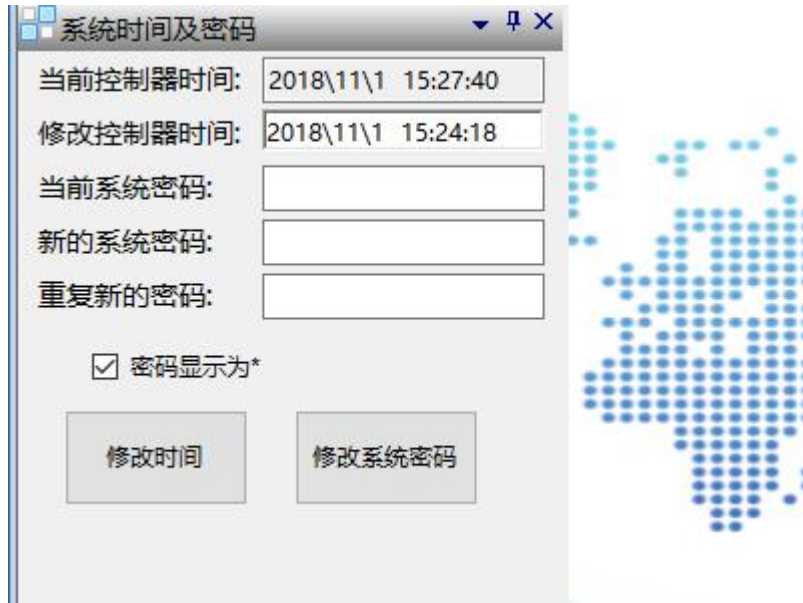 系统时间及密码
当前控制器时间: 2018\11\1 15:27:40
修改控制器时间: 2018\11\1 15:24:18
当前系统密码:
新的系统密码:
重复新的密码:
密码显示为*
修改时间 修改系统密码